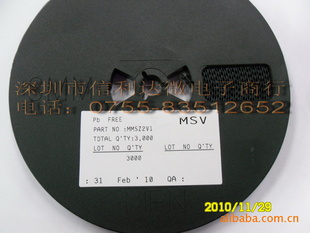 深圳市信利达微电子商行
电话：0755-83512652
Pb FREE
MSV
PART NO :MMSZ2V1
TOTAL Q'TY:3,000
LOT NO Q'TY LOT NO Q'TY
3000
: 31 Feb ' 10 QA :
2010/11/29
.cn.alibaba.com